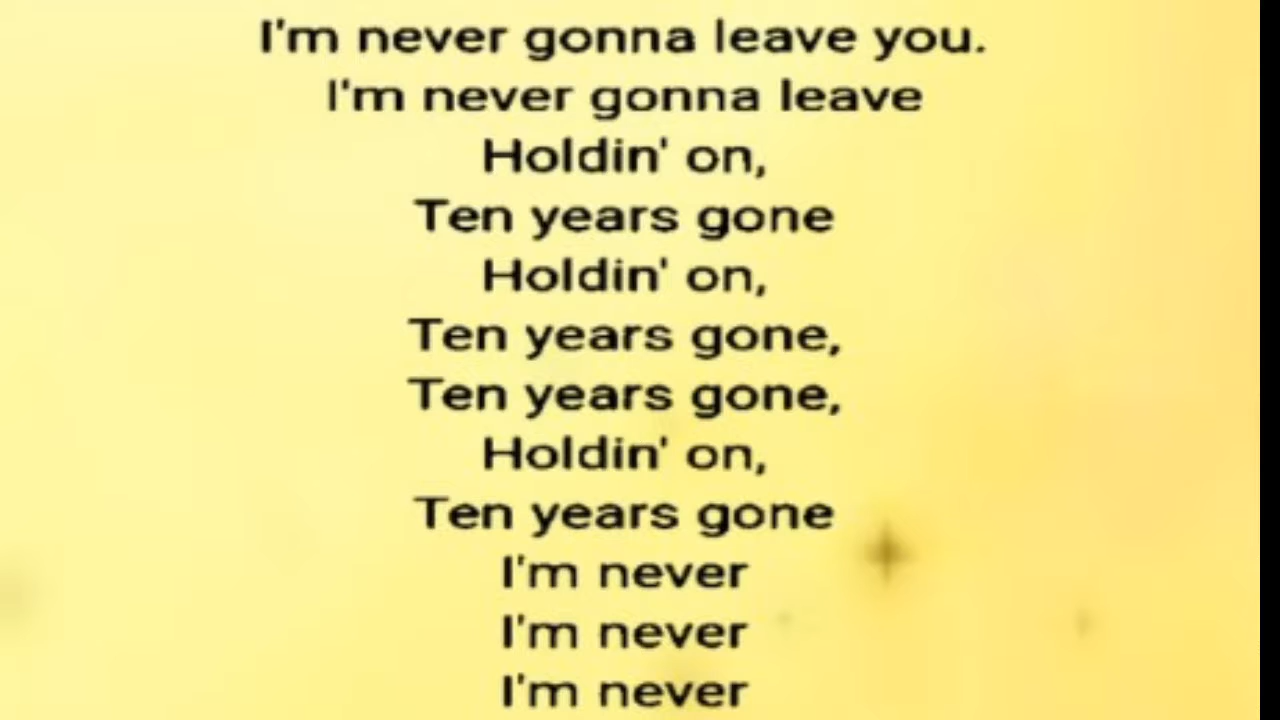 I'm never gonna leave you.
I'm never gonna leave
Holdin' on,
Ten years gone
Holdin' on,
Ten years gone,
Ten years gone,
Holdin' on,
Ten years gone
I'm never
I'm never
I'm never